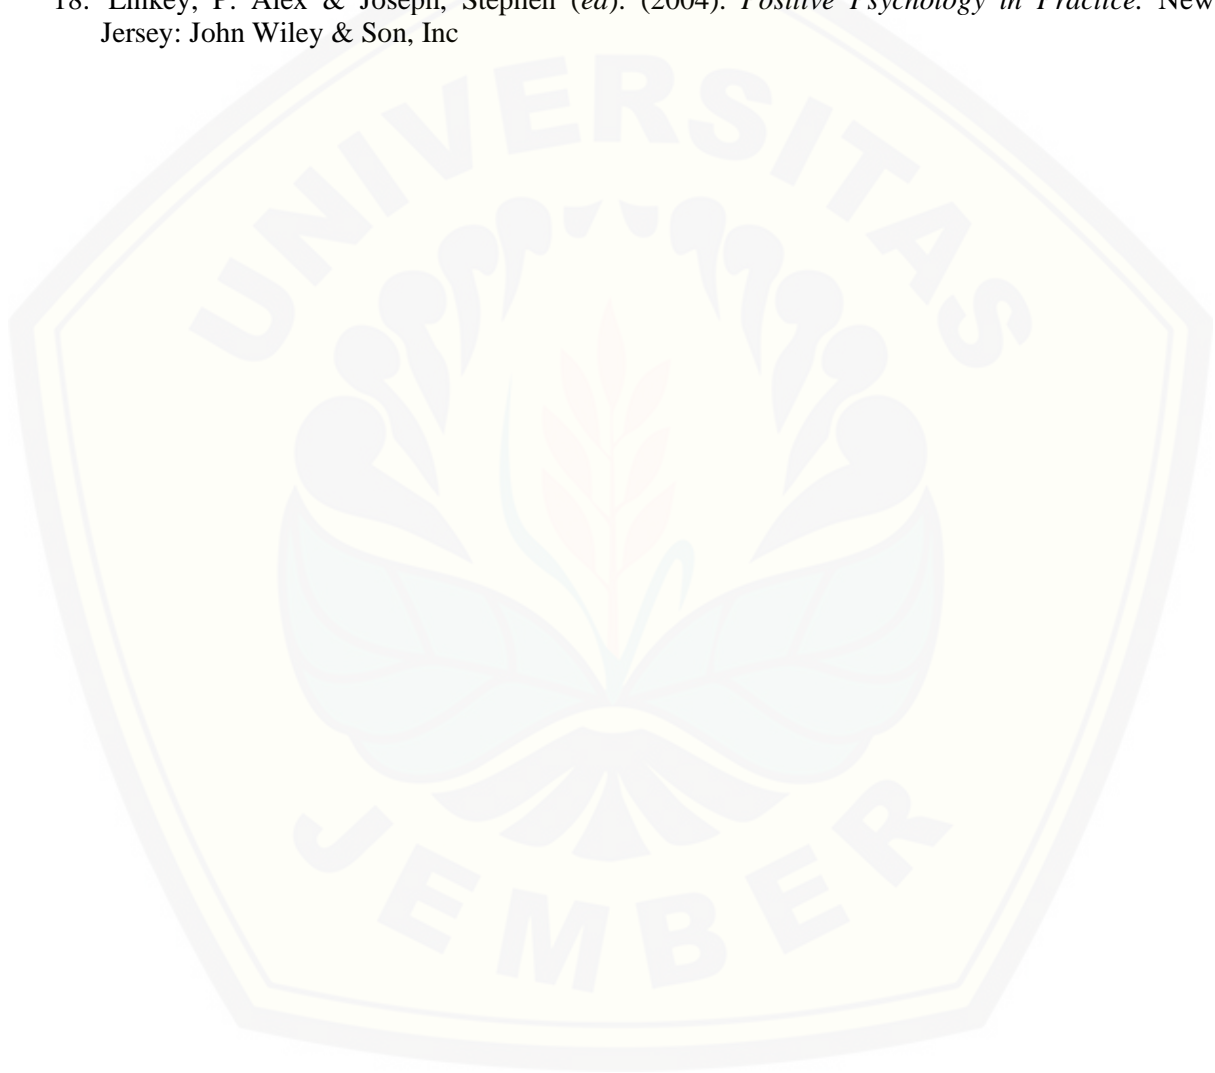 18. Linkey, P. Alex & Joseph, Stephen (ed). (2004). Positive Psychology in Practice. New
Jersey: John Wiley & Son, Inc
UNIVERSITAS
JEMBER